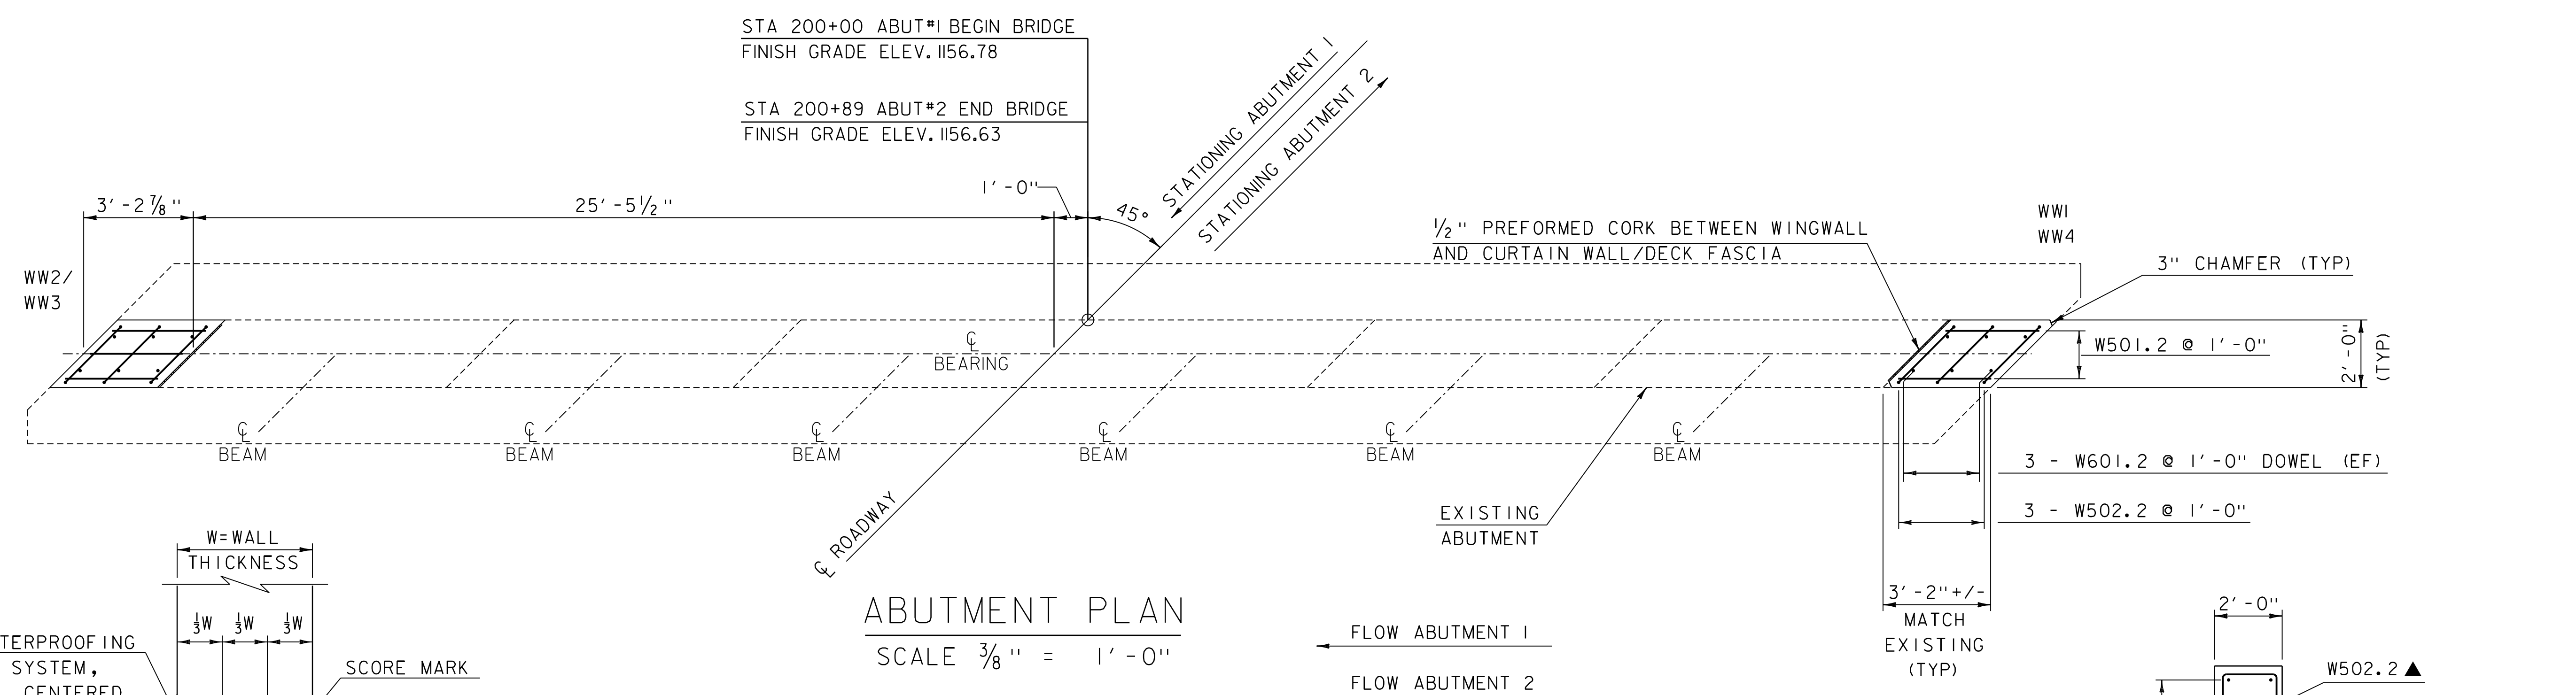 STA 200+00 ABUT#1 BEGIN BRIDGE
FINISH GRADE ELEV. 1156.78
STA 200+89 ABUT#2 END BRIDGE
FINISH GRADE ELEV. 1156.63
STATIONING ABUTMENT 1
STATIONING ABUTMENT 2
45°
1'-0"
3'-2 7/8"
25'-5 1/2"
WW2/
WW3
1/2" PREFORMED CORK BETWEEN WINGWALL
AND CURTAIN WALL/DECK FASCIA
WW1
WW4
3" CHAMFER (TYP)
W501.2 @ 1'-0"
2'-0"
(TYP)
℄
BEARING
℄
BEAM
℄
BEAM
℄
BEAM
℄
BEAM
℄
BEAM
℄
BEAM
3 - W601.2 @ 1'-0" DOWEL (EF)
3 - W502.2 @ 1'-0"
℄ ROADWAY
EXISTING
ABUTMENT
3'-2"+/-
MATCH
EXISTING
(TYP)
W=WALL
THICKNESS
1/3W 1/3W 1/3W
TERPROOFING
SYSTEM,
CENTERED
SCORE MARK
ABUTMENT PLAN
SCALE 3/8" = 1'-0"
FLOW ABUTMENT 1
FLOW ABUTMENT 2
2'-0"
W502.2 ▲